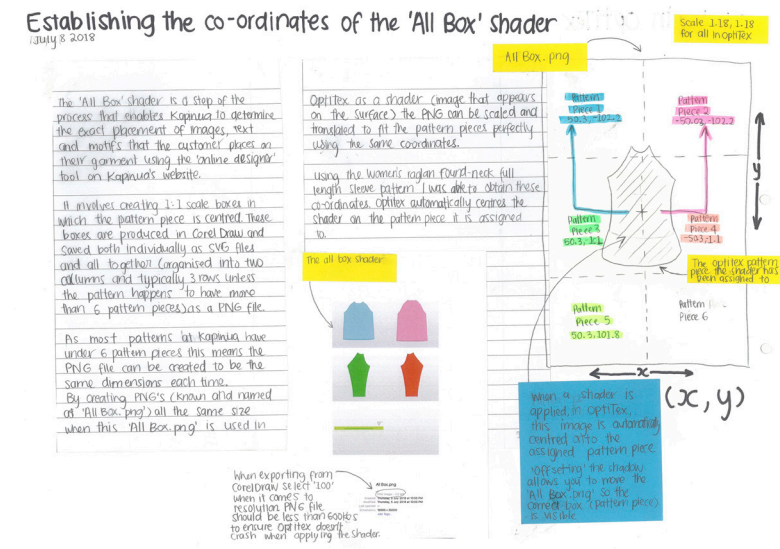 Establishing the co-ordinates of the 'All Box' shader
July 8 2018
The 'All Box' shader is a step of the
process that enables Kapinua to determine
the exact placement of images, text
and motifs that the customer places on
their garment using the 'online designer'
tool on Kapinua's website.
It involves creating 1:1 scale boxes in
which the pattern piece is centred. These
boxes are produced in Corel Draw and
saved both individually as SVG files
and all together (organised into two
columns and typically 3 rows unless
the pattern happens to have more
than 6 pattern pieces) as a PNG file.
As most patterns at Kapinua have
under 6 pattern pieces this means the
PNG file can be created to be the
same dimensions each time.
By creating PNG's (known and named
as 'All Box.png') all the same size
when this 'All Box.png' is used in
OptiTex as a shader (image that appears
on the surface) the PNG can be scaled and
translated to fit the pattern pieces perfectly
using the same coordinates.
Using the Women's raglan round-neck full
length sleeve pattern I was able to obtain these
co-ordinates. Optitex automatically centres the
shader on the pattern piece it is assigned
to.
The all box shader:
When exporting from
CorelDraw select '100'
when it comes to
resolution PNG file
should be less than 600kbs
to ensure Optitex doesn't
crash when applying the shader.
All Box.png
All Box.png
Scale 1.18, 1.18
for all in OptiTex
Pattern
Piece 1
-50.3, -102.2
Pattern
Piece 2
-50.02, -102.2
Pattern
Piece 3
50.3, -1.1
Pattern
Piece 4
-50.3, 1.1
y
The optitex pattern
piece the shader has
been assigned to
Pattern
Piece 5
50.3, 101.8
Pattern
Piece 6
x
(x, y)
When a shader is
applied in OptiTex,
this image is automatically
centred onto the
assigned pattern piece
'Offsetting' the shadow
allows you to move the
'All Box.png' so the
correct box (pattern piece)
is visible